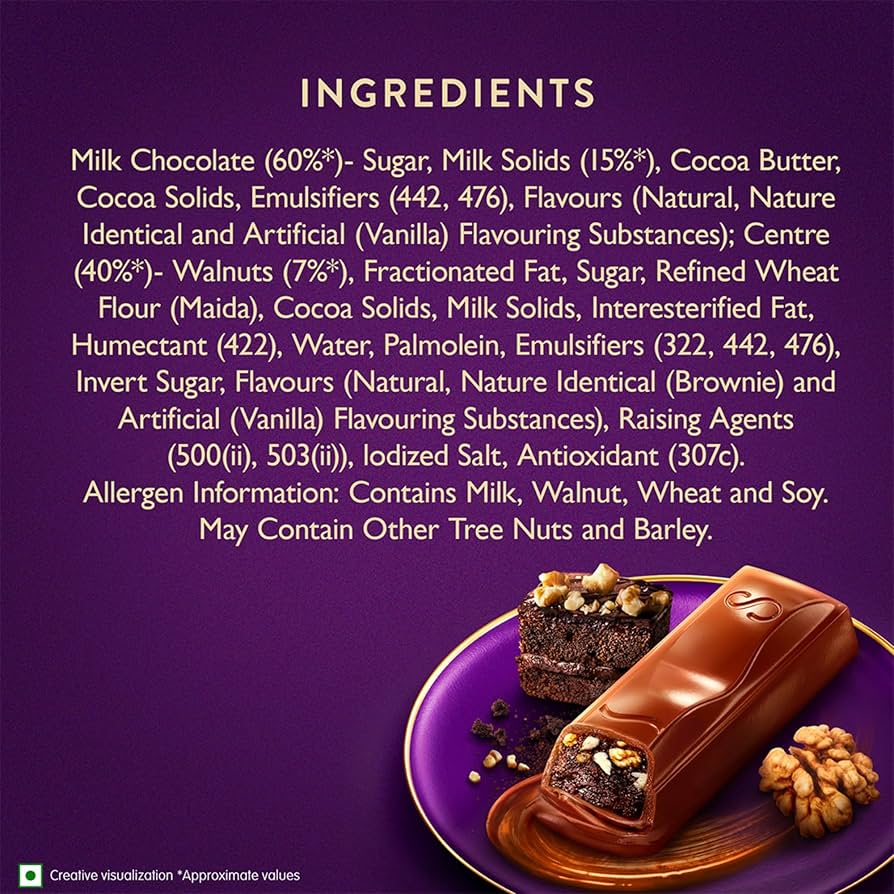 INGREDIENTS
Milk Chocolate (60%*)- Sugar, Milk Solids (15%*), Cocoa Butter,
Cocoa Solids, Emulsifiers (442, 476), Flavours (Natural, Nature
Identical and Artificial (Vanilla) Flavouring Substances); Centre
(40%*)- Walnuts (7%*), Fractionated Fat, Sugar, Refined Wheat
Flour (Maida), Cocoa Solids, Milk Solids, Interesterified Fat,
Humectant (422), Water, Palmolein, Emulsifiers (322, 442, 476),
Invert Sugar, Flavours (Natural, Nature Identical (Brownie) and
Artificial (Vanilla) Flavouring Substances), Raising Agents
(500(ii), 503(ii)), Iodized Salt, Antioxidant (307c).
Allergen Information: Contains Milk, Walnut, Wheat and Soy.
May Contain Other Tree Nuts and Barley.
S
Creative visualization *Approximate values